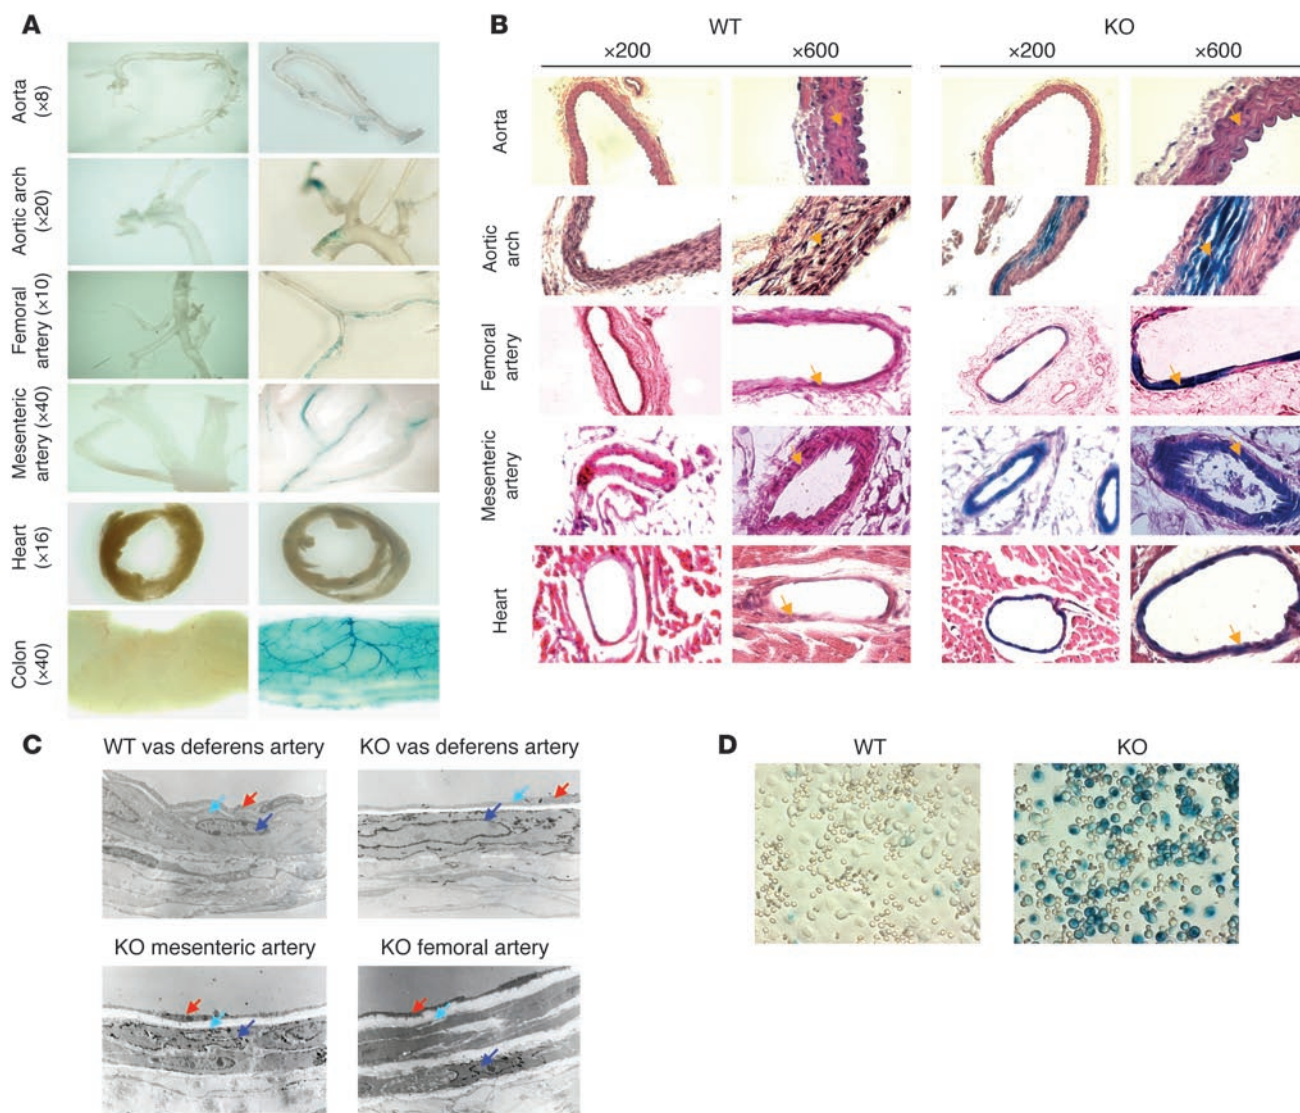 A
Aorta
(×8)
Aortic arch
(×20)
Femoral
artery (×10)
Mesenteric
artery (×40)
Heart
(×16)
Colon
(×40)
B
WT KO
×200 ×600 ×200 ×600
Aorta
Aortic
arch
Femoral
artery
Mesenteric
artery
Heart
C
WT vas deferens artery KO vas deferens artery
KO mesenteric artery KO femoral artery
D
WT KO